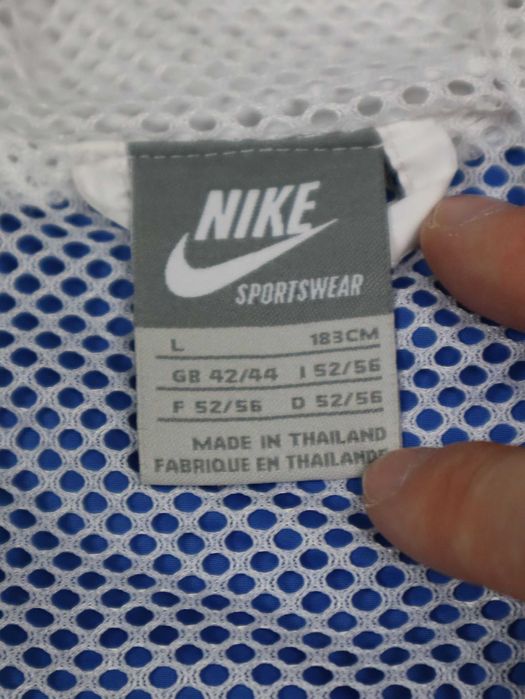 NIKE
SPORTSWEAR
L 183CM
GB 42/44 I 52/56
F 52/56 D 52/56
MADE IN THAILAND
FABRIQUE EN THAILANDE